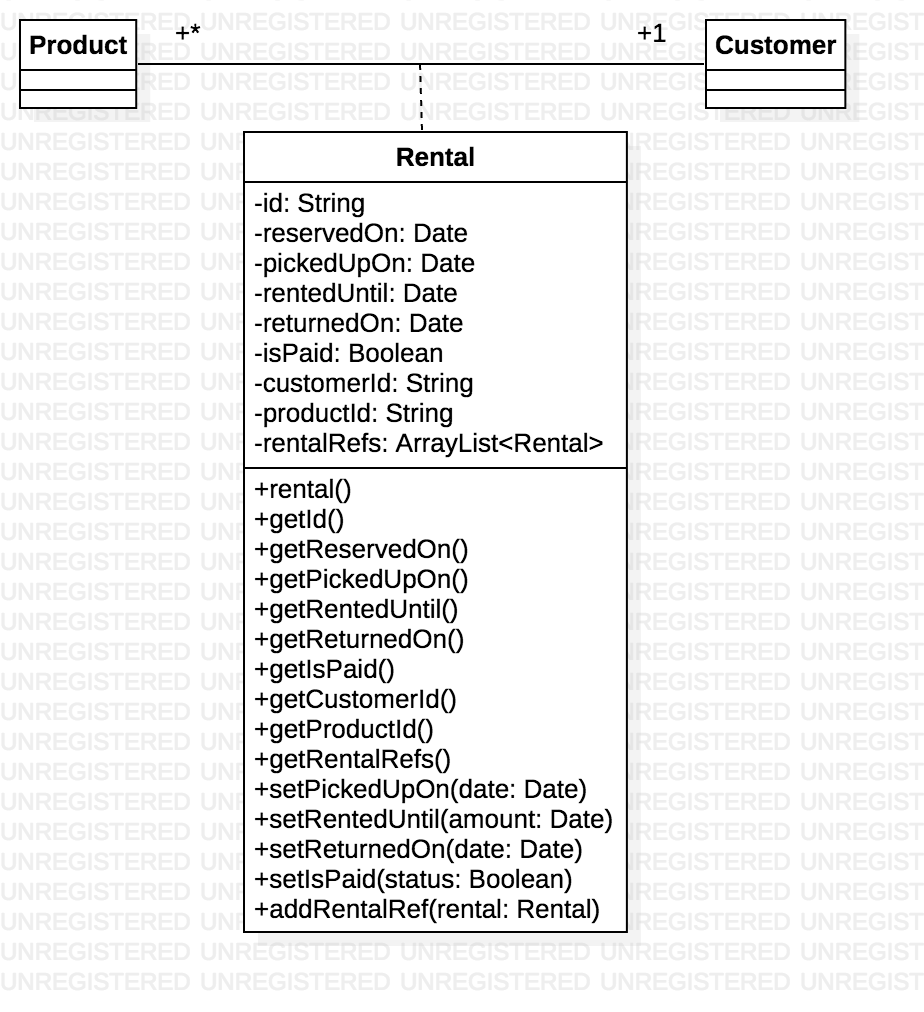 Product
+*
+1
Customer
Rental
-id: String
-reservedOn: Date
-pickedUpOn: Date
-rentedUntil: Date
-returnedOn: Date
-isPaid: Boolean
-customerId: String
-productId: String
-rentalRefs: ArrayList<Rental>
+rental()
+getId()
+getReservedOn()
+getPickedUpOn()
+getRentedUntil()
+getReturnedOn()
+getIsPaid()
+getCustomerId()
+getProductId()
+getRentalRefs()
+setPickedUpOn(date: Date)
+setRentedUntil(amount: Date)
+setReturnedOn(date: Date)
+setIsPaid(status: Boolean)
+addRentalRef(rental: Rental)
UNREGISTERED UNREGISTERED UNREGISTERED UNREGISTERED